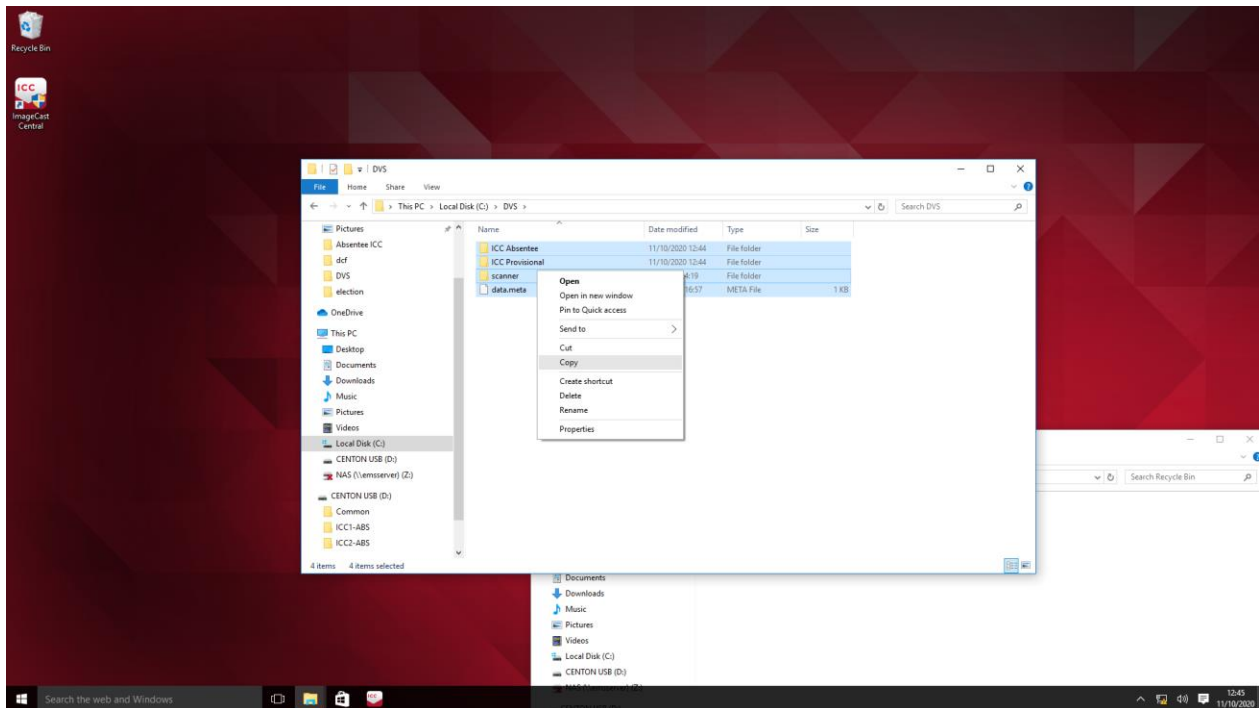 Recycle Bin
ICC
ImageCast
Central
DVS
File Home Share View
This PC > Local Disk (C:) > DVS >
Search DVS
Name Date modified Type Size
ICC Absentee 11/10/2020 12:44 File folder
ICC Provisional 11/10/2020 12:44 File folder
scanner 4:19 File folder
data.meta 16:57 META File 1 KB
Pictures
Absentee ICC
dcf
DVS
election
OneDrive
This PC
Desktop
Documents
Downloads
Music
Pictures
Videos
Local Disk (C:)
CENTON USB (D:)
NAS (\\emsserver) (Z:)
CENTON USB (D:)
Common
ICC1-ABS
ICC2-ABS
4 items 4 items selected
Open
Open in new window
Pin to Quick access
Send to
Cut
Copy
Create shortcut
Delete
Rename
Properties
Search Recycle Bin
Documents
Downloads
Music
Pictures
Videos
Local Disk (C:)
CENTON USB (D:)
Search the web and Windows
12:45
11/10/2020